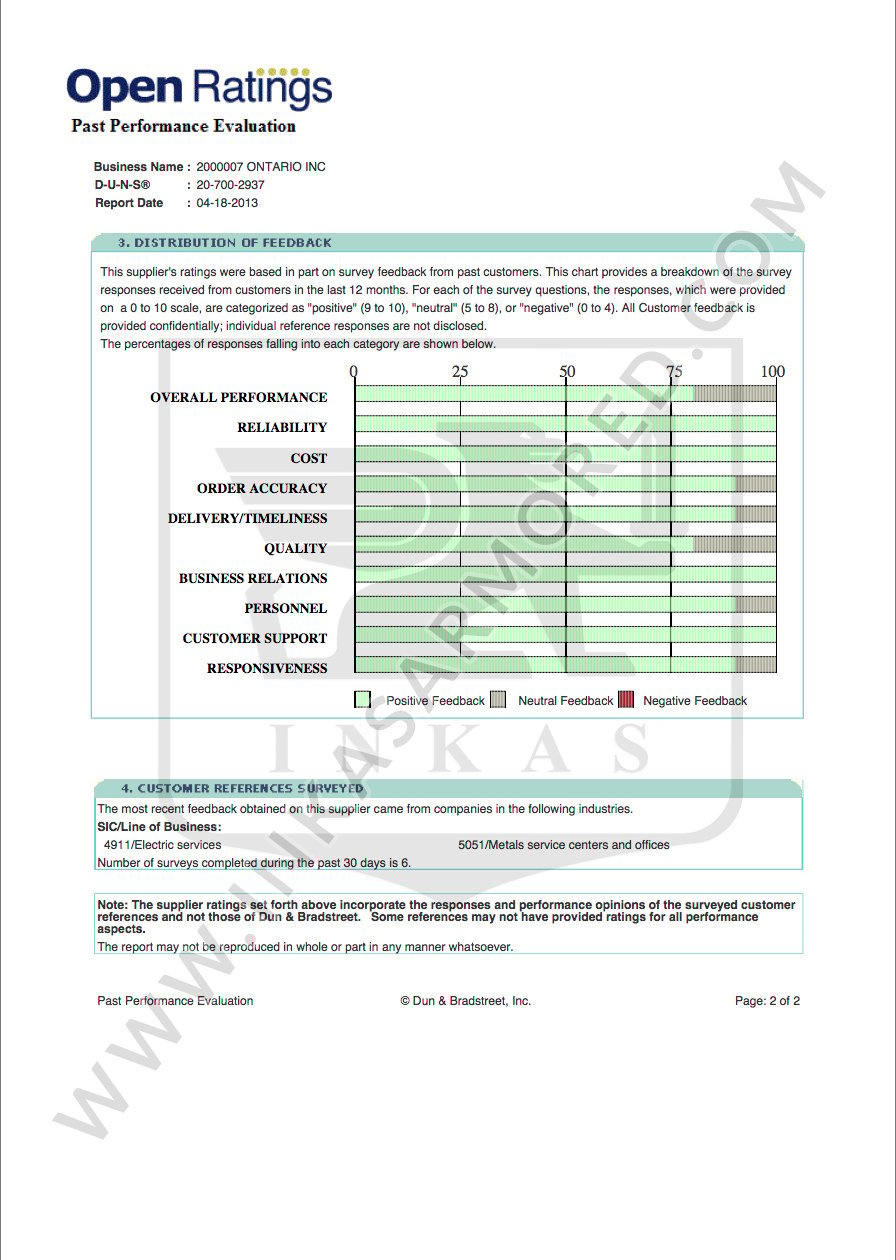 Open Ratings
Past Performance Evaluation
Business Name : 2000007 ONTARIO INC
D-U-N-S® : 20-700-2937
Report Date : 04-18-2013
3. DISTRIBUTION OF FEEDBACK
This supplier's ratings were based in part on survey feedback from past customers. This chart provides a breakdown of the survey
responses received from customers in the last 12 months. For each of the survey questions, the responses, which were provided
on a 0 to 10 scale, are categorized as "positive" (9 to 10), "neutral" (5 to 8), or "negative" (0 to 4). All Customer feedback is
provided confidentially; individual reference responses are not disclosed.
The percentages of responses falling into each category are shown below.
0 25 50 75 100
OVERALL PERFORMANCE
RELIABILITY
COST
ORDER ACCURACY
DELIVERY/TIMELINESS
QUALITY
BUSINESS RELATIONS
PERSONNEL
CUSTOMER SUPPORT
RESPONSIVENESS
Positive Feedback Neutral Feedback Negative Feedback
INKAS
WWW.INKASARMORED.COM
4. CUSTOMER REFERENCES SURVEYED
The most recent feedback obtained on this supplier came from companies in the following industries.
SIC/Line of Business:
4911/Electric services 5051/Metals service centers and offices
Number of surveys completed during the past 30 days is 6.
Note: The supplier ratings set forth above incorporate the responses and performance opinions of the surveyed customer
references and not those of Dun & Bradstreet. Some references may not have provided ratings for all performance
aspects.
The report may not be reproduced in whole or part in any manner whatsoever.
Past Performance Evaluation © Dun & Bradstreet, Inc. Page: 2 of 2